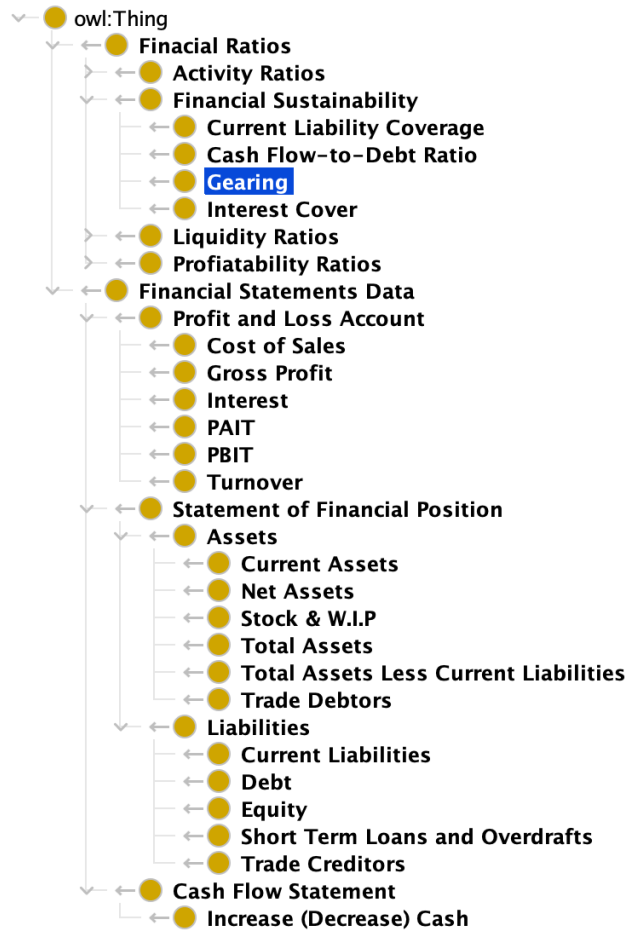 owl:Thing
Finacial Ratios
Activity Ratios
Financial Sustainability
Current Liability Coverage
Cash Flow-to-Debt Ratio
Gearing
Interest Cover
Liquidity Ratios
Profiatability Ratios
Financial Statements Data
Profit and Loss Account
Cost of Sales
Gross Profit
Interest
PAIT
PBIT
Turnover
Statement of Financial Position
Assets
Current Assets
Net Assets
Stock & W.I.P
Total Assets
Total Assets Less Current Liabilities
Trade Debtors
Liabilities
Current Liabilities
Debt
Equity
Short Term Loans and Overdrafts
Trade Creditors
Cash Flow Statement
Increase (Decrease) Cash